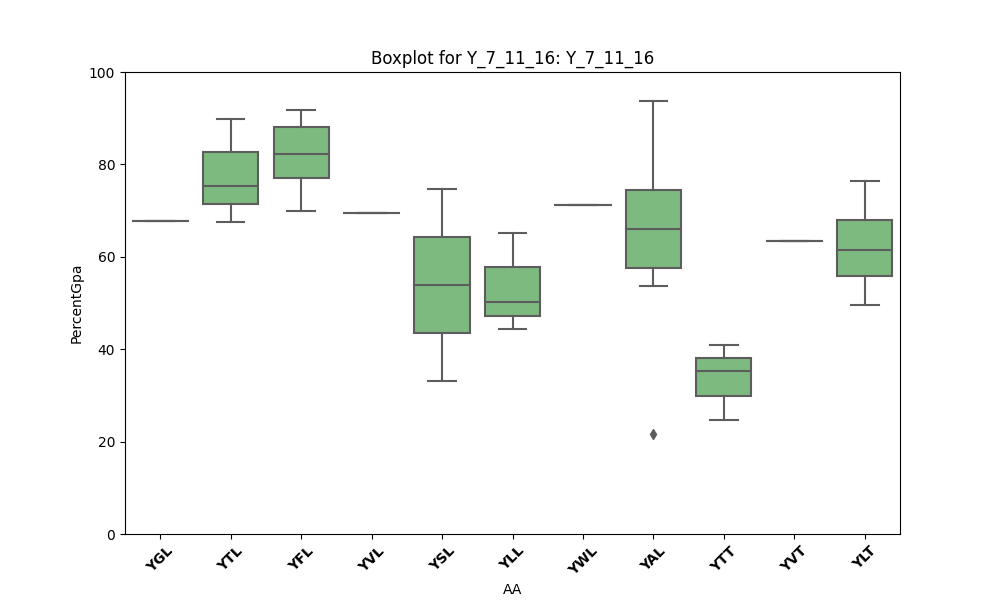 Boxplot for Y_7_11_16: Y_7_11_16
100
80
60
40
20
0
PercentGpa
YGL YTL YFL YVL YSL YLL YWL YAL YTT YVT YLT
AA